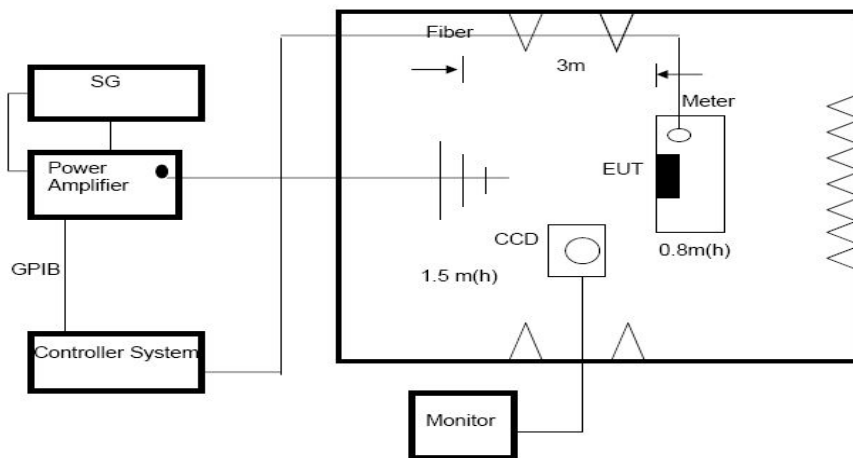 Fiber
3m
SG
Meter
Power
Amplifier
EUT
CCD
0.8m(h)
GPIB
1.5 m(h)
Controller System
Monitor